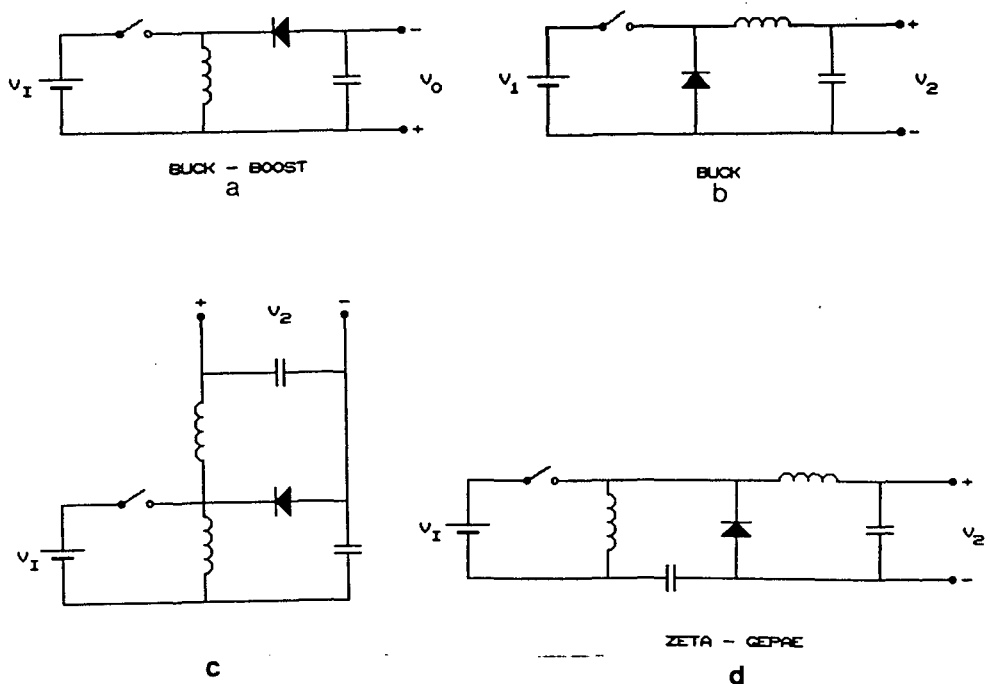 -
V_I
V_O
+
BUCK - BOOST
a
+
V_1
V_2
-
BUCK
b
+
V_2
-
V_I
c
+
V_I
V_2
-
ZETA - GEPAE
d